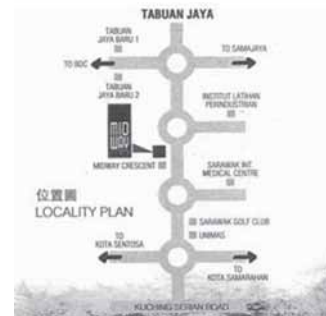 TABUAN JAYA
TABUAN
JAYA BARU 1
TO SAMAJAYA
TO BDC
TABUAN
JAYA BARU 2
INSTITUT LATIHAN
PERINDUSTRIAN
MID
WAY
MIDWAY CRESCENT
SARAWAK INT.
MEDICAL CENTRE
位置圖
LOCALITY PLAN
SARAWAK GOLF CLUB
UNIMAS
TO
KOTA SENTOSA
TO
KOTA SAMARAHAN
KUCHING SERIAN ROAD